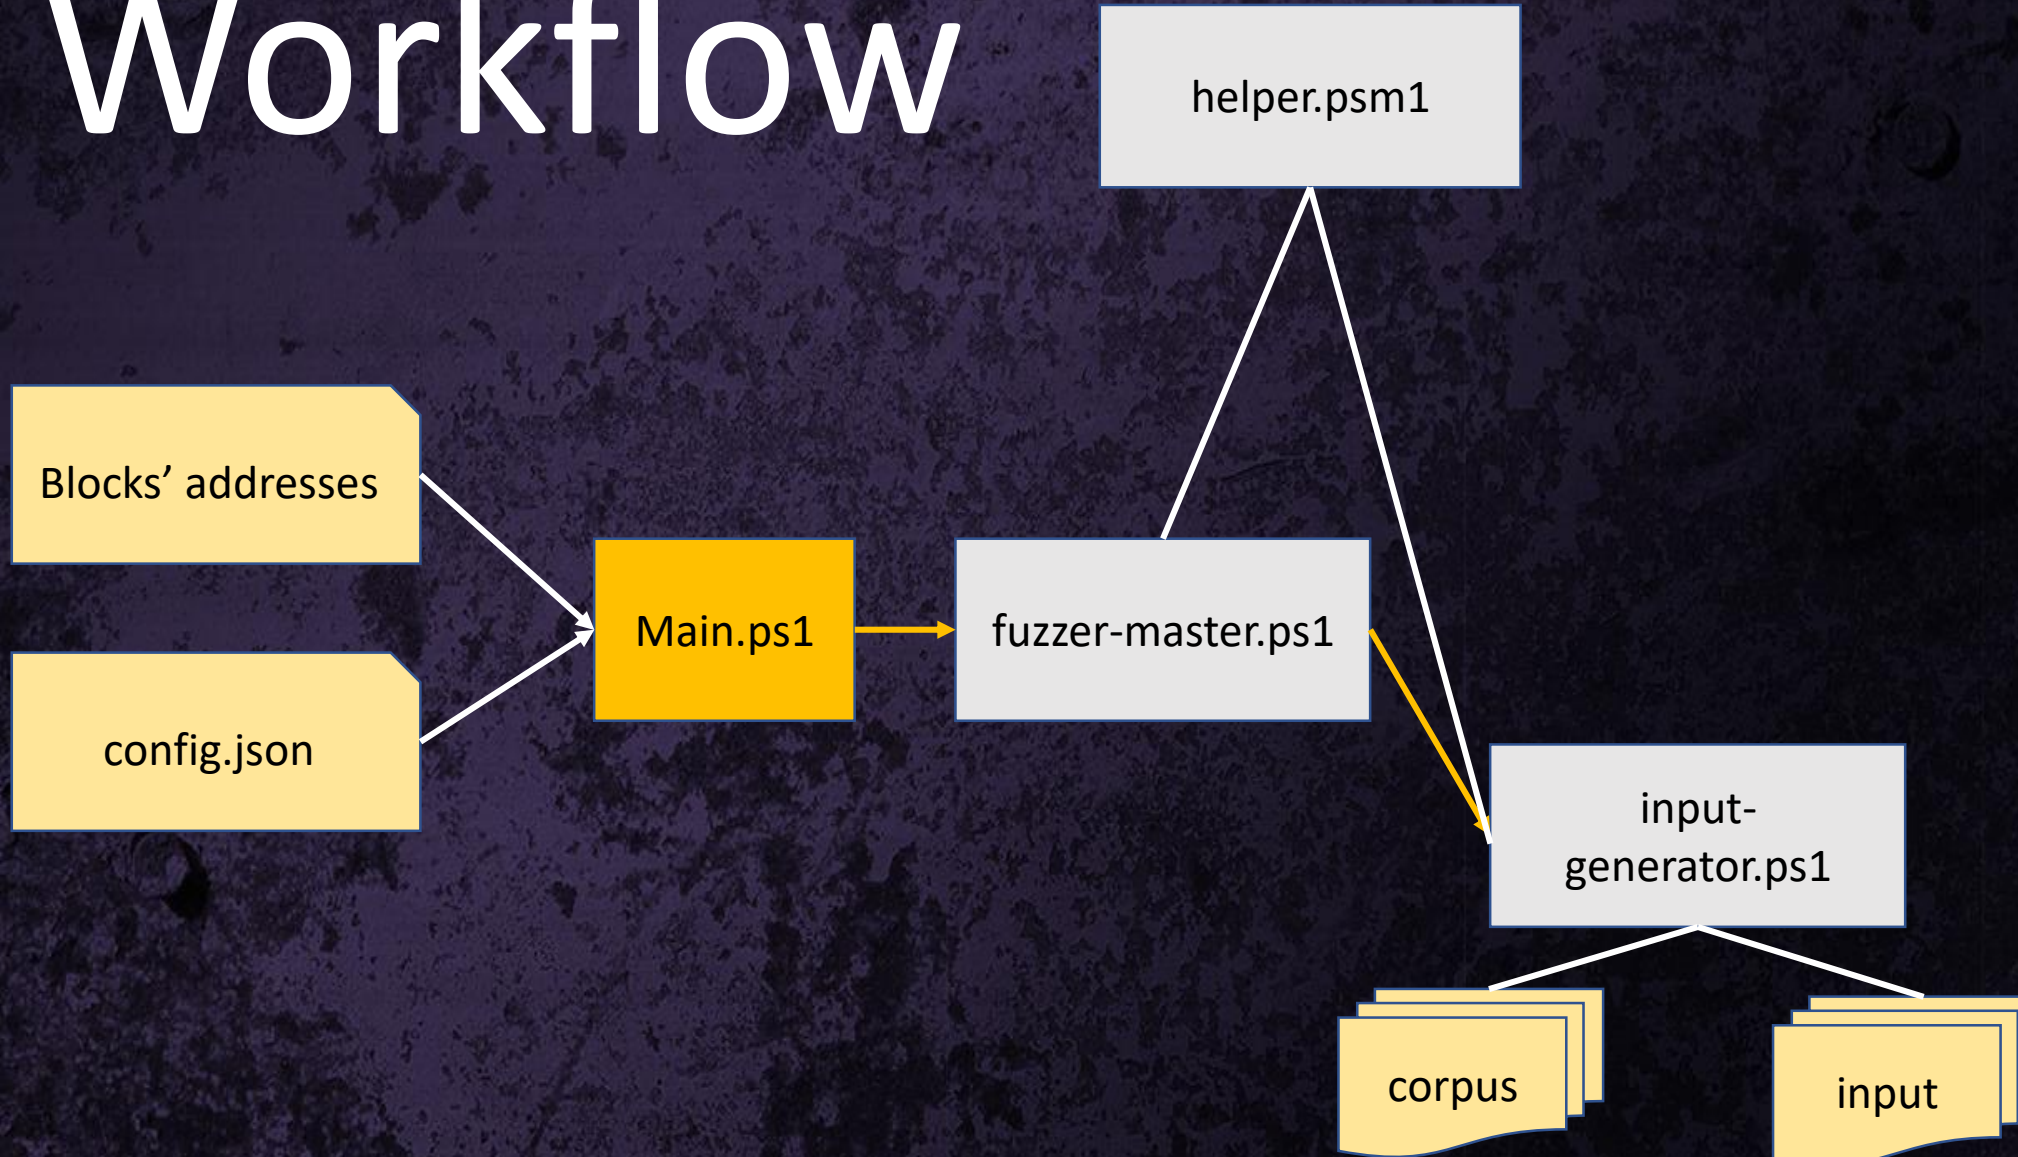 Workflow
helper.psm1
Blocks’ addresses
Main.ps1
fuzzer-master.ps1
config.json
input-
generator.ps1
corpus
input